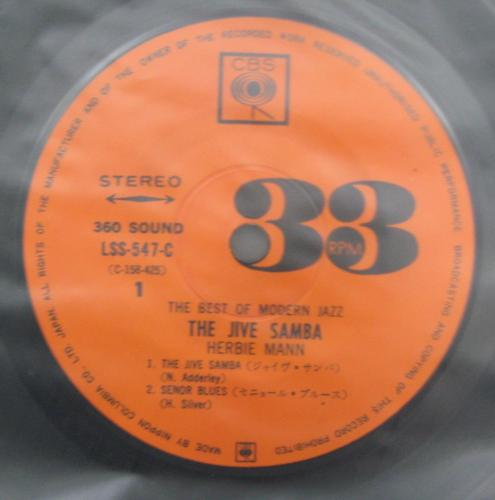 ALL RIGHTS OF THE MANUFACTURER AND OF THE OWNER OF THE RECORDED WORK RESERVED UNAUTHORISED PUBLIC PERFORMANCE BROADCASTING AND COPYING OF THIS RECORD PROHIBITED
MADE BY NIPPON COLUMBIA CO., LTD. JAPAN
CBS
STEREO
360 SOUND
LSS-547-C
(C-158-425)
1
33
RPM
THE BEST OF MODERN JAZZ
THE JIVE SAMBA
HERBIE MANN
1. THE JIVE SAMBA (ジャイヴ・サンバ)
(N. Adderley)
2. SENOR BLUES (セニョール・ブルース)
(H. Silver)